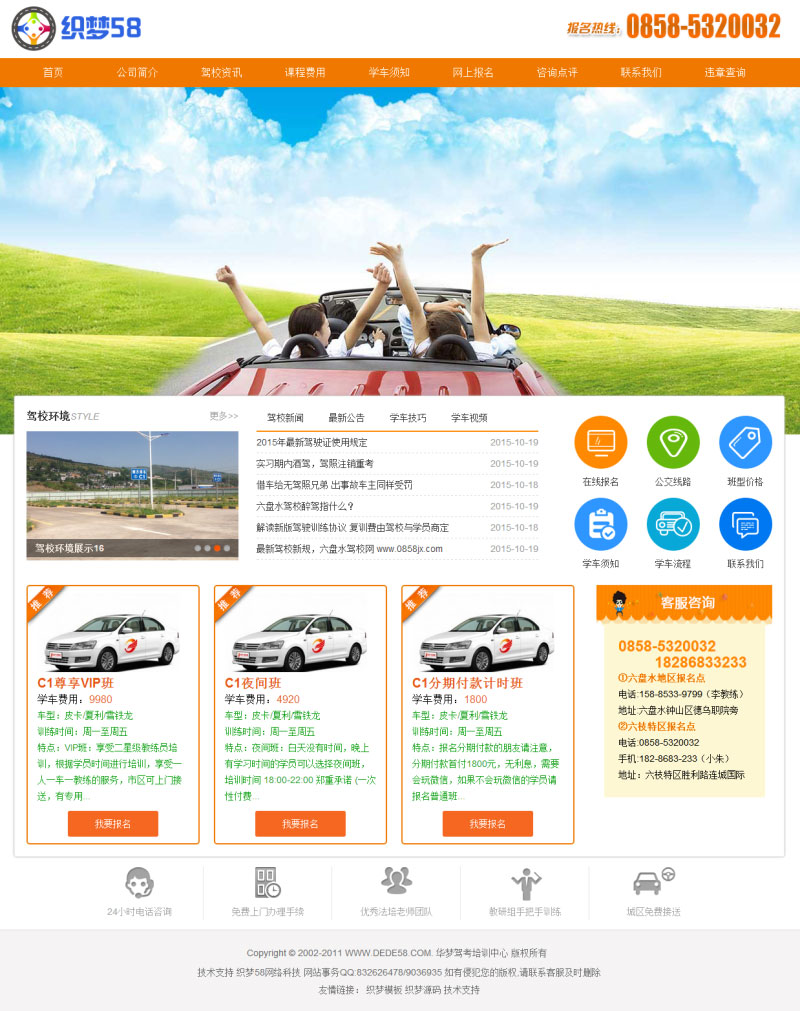 织梦58
报名热线: 0858-5320032
首页 公司简介 驾校资讯 课程费用 学车须知 网上报名 咨询点评 联系我们 违章查询
驾校环境STYLE 更多>>
驾校环境展示16
驾校新闻 最新公告 学车技巧 学车视频
2015年最新驾驶证使用规定 2015-10-19
实习期内酒驾，驾照注销重考 2015-10-19
借车给无驾照兄弟 出事故车主同样受罚 2015-10-18
六盘水驾校醉驾指什么？ 2015-10-19
解读新版驾驶训练协议 复训费由驾校与学员商定 2015-10-18
最新驾校新规，六盘水驾校网 www.0858jx.com 2015-10-19
在线报名 公交线路 班型价格
学车须知 学车流程 联系我们
推荐
C1尊享VIP班
学车费用：9980
车型：皮卡/夏利/雪铁龙
训练时间：周一至周五
特点：VIP班：享受二星级教练员培
训，根据学员时间进行培训，享受一
人一车一教练的服务，市区可上门接
送，有专用...
我要报名
推荐
C1夜间班
学车费用：4920
车型：皮卡/夏利/雪铁龙
训练时间：周一至周五
特点：夜间班：白天没有时间，晚上
有学习时间的学员可以选择夜间班，
培训时间 18:00-22:00 郑重承诺 (一次
性付费...
我要报名
推荐
C1分期付款计时班
学车费用：1800
车型：皮卡/夏利/雪铁龙
训练时间：周一至周五
特点：报名分期付款的朋友请注意，
分期付款首付1800元，无利息，需要
会玩微信，如果不会玩微信的学员请
报名普通班...
我要报名
客服咨询
0858-5320032
18286833233
①六盘水地区报名点
电话:158-8533-9799（李教练）
地址:六盘水钟山区德乌耶院旁
②六枝特区报名点
电话:0858-5320032
手机:182-8683-233（小朱）
地址：六枝特区胜利路连城国际
24小时电话咨询 免费上门办理手续 优秀法培老师团队 教研组手把手训练 城区免费接送
Copyright © 2002-2011 WWW.DEDE58.COM. 华梦驾考培训中心 版权所有
技术支持 织梦58网络科技 网站事务QQ:832626478/9036935 如有侵犯您的版权,请联系客服及时删除
友情链接： 织梦模板 织梦源码 技术支持